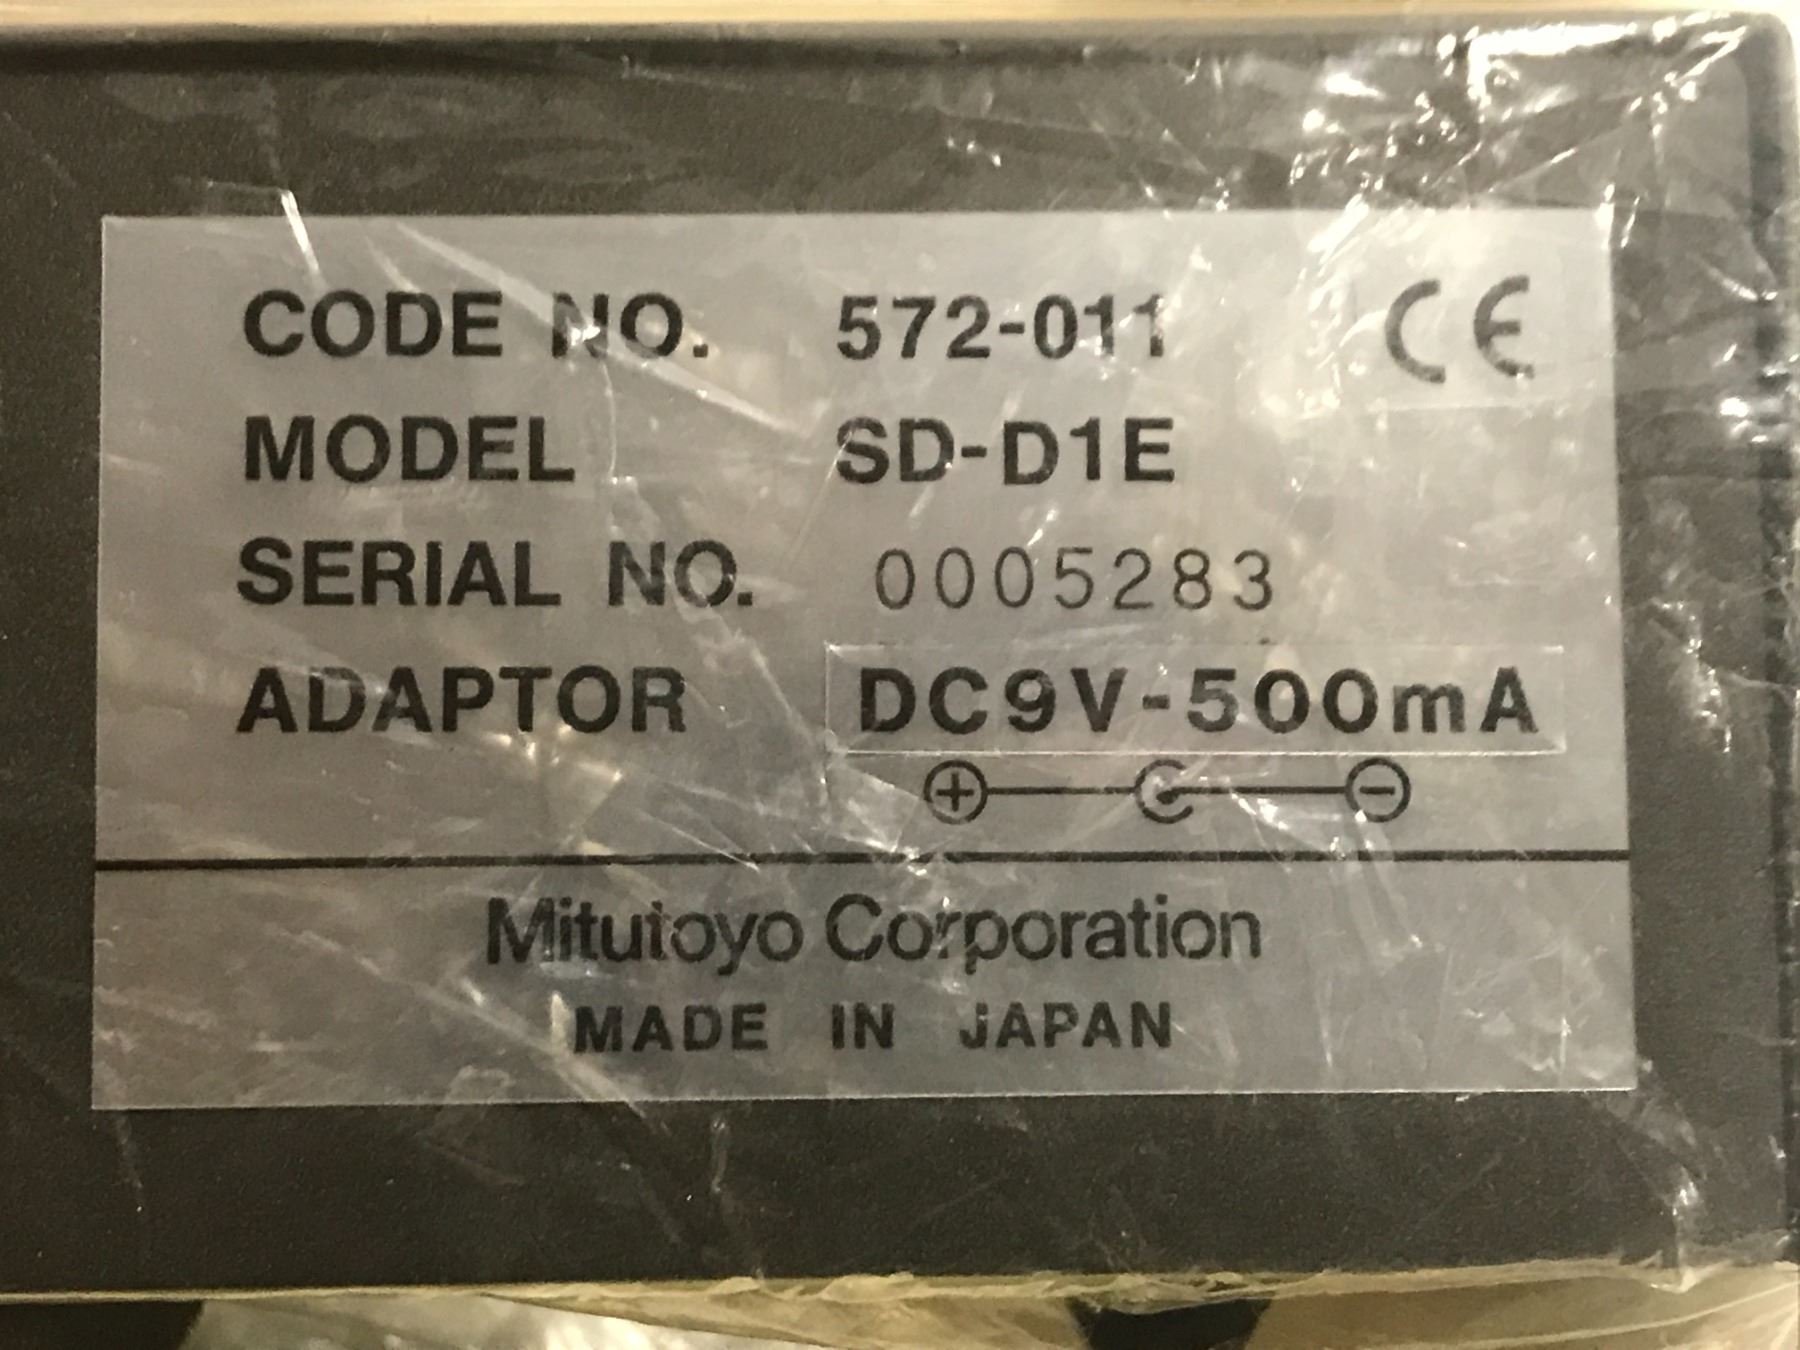 CODE NO. 572-011 CE
MODEL SD-D1E
SERIAL NO. 0005283
ADAPTOR DC9V-500mA
Mitutoyo Corporation
MADE IN JAPAN